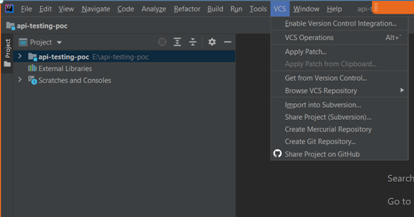 File Edit View Navigate Code Analyze Refactor Build Run Tools VCS Window Help api-t
api-testing-poc
Project
Project
api-testing-poc E:\api-testing-poc
External Libraries
Scratches and Consoles
Enable Version Control Integration...
VCS Operations Alt+`
Apply Patch...
Apply Patch from Clipboard...
Get from Version Control...
Browse VCS Repository
Import into Subversion...
Share Project (Subversion)...
Create Mercurial Repository
Create Git Repository...
Share Project on GitHub
Search
Go to